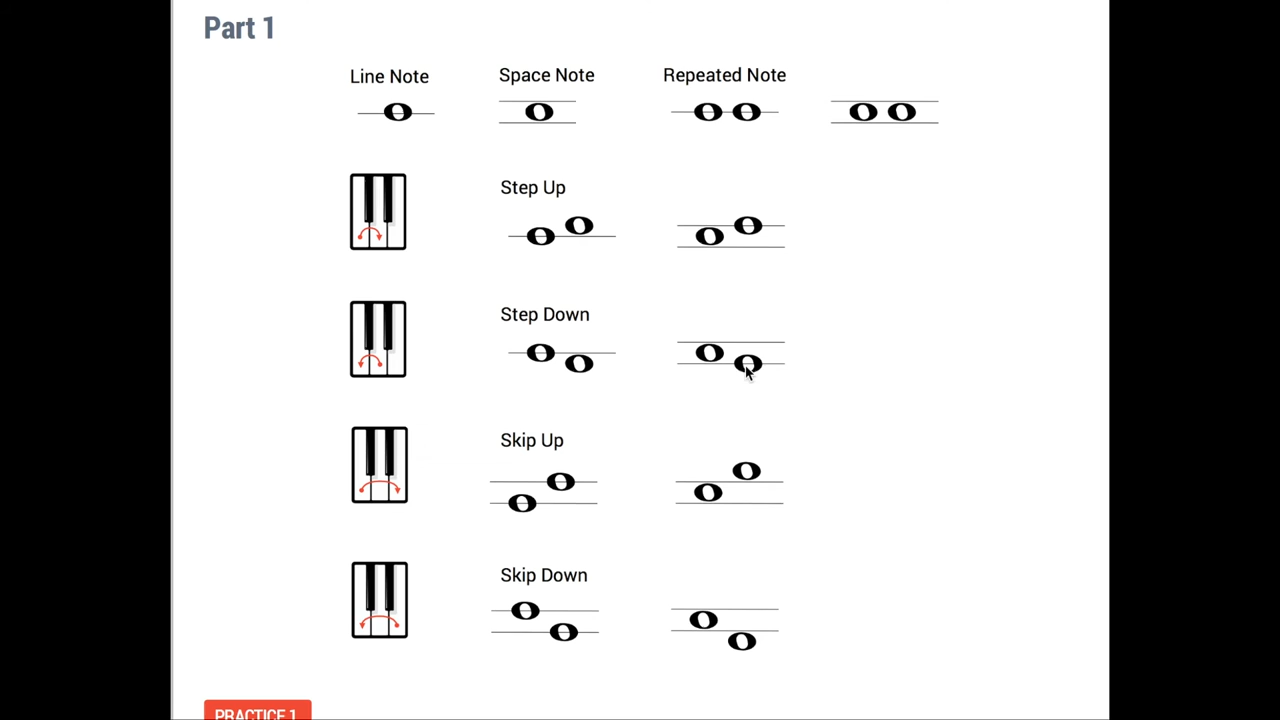 Part 1
Line Note
Space Note
Repeated Note
Step Up
Step Down
Skip Up
Skip Down
PRACTICE 1